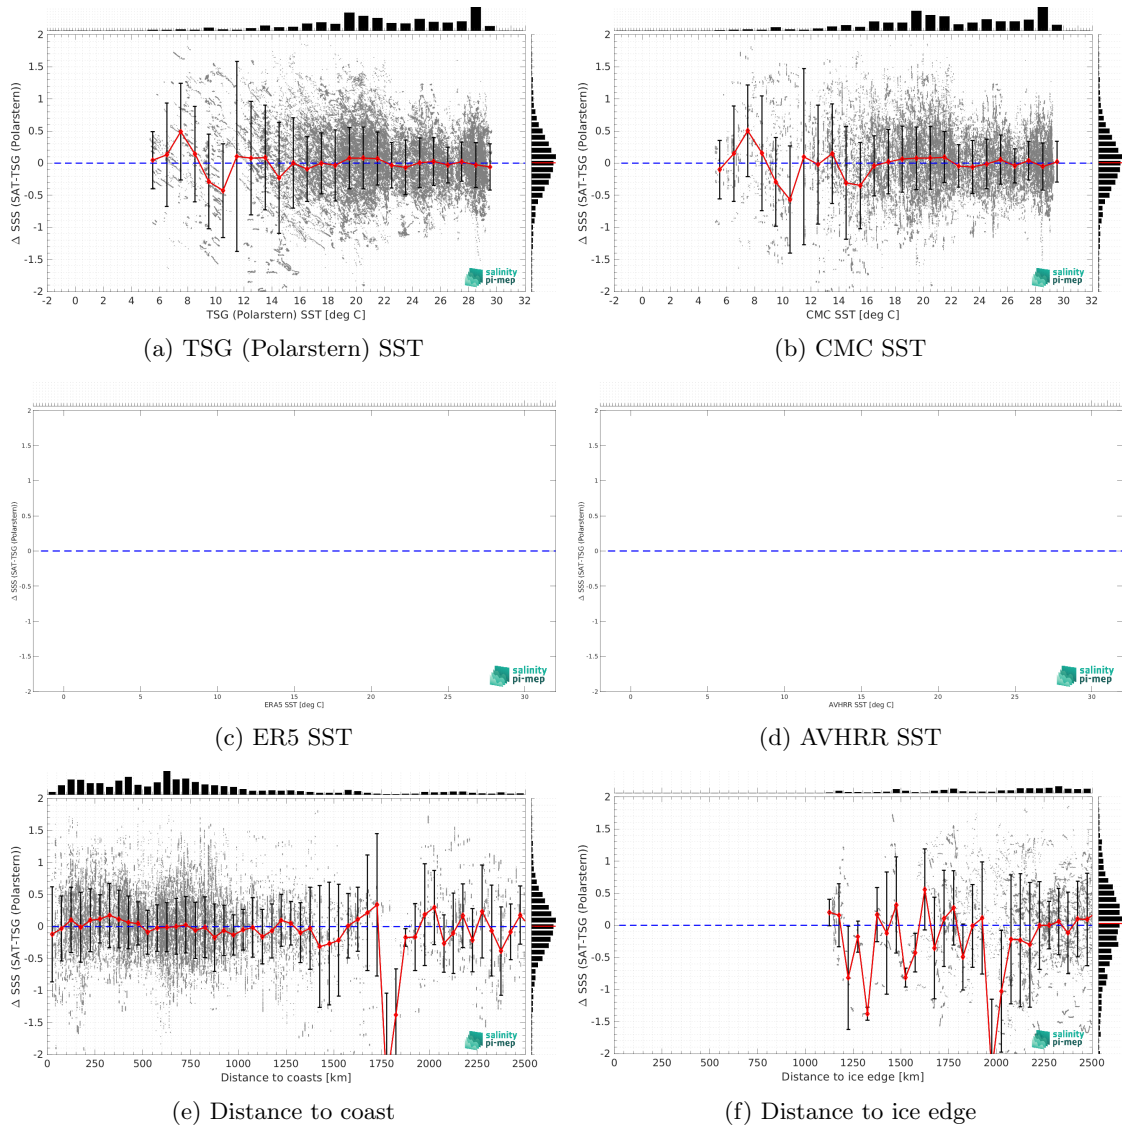 2
1.5
1
0.5
0
-0.5
-1
-1.5
-2
Δ SSS (SAT-TSG (Polarstern))
-2 0 2 4 6 8 10 12 14 16 18 20 22 24 26 28 30 32
TSG (Polarstern) SST [deg C]
salinity
pi-mep
(a) TSG (Polarstern) SST
2
1.5
1
0.5
0
-0.5
-1
-1.5
-2
Δ SSS (SAT-TSG (Polarstern))
-2 0 2 4 6 8 10 12 14 16 18 20 22 24 26 28 30 32
CMC SST [deg C]
salinity
pi-mep
(b) CMC SST
2
1.5
1
0.5
0
-0.5
-1
-1.5
-2
Δ SSS (SAT-TSG (Polarstern))
0 5 10 15 20 25 30
ERA5 SST [deg C]
salinity
pi-mep
(c) ER5 SST
2
1.5
1
0.5
0
-0.5
-1
-1.5
-2
Δ SSS (SAT-TSG (Polarstern))
0 5 10 15 20 25 30
AVHRR SST [deg C]
salinity
pi-mep
(d) AVHRR SST
2
1.5
1
0.5
0
-0.5
-1
-1.5
-2
Δ SSS (SAT-TSG (Polarstern))
0 250 500 750 1000 1250 1500 1750 2000 2250 2500
Distance to coasts [km]
salinity
pi-mep
(e) Distance to coast
2
1.5
1
0.5
0
-0.5
-1
-1.5
-2
Δ SSS (SAT-TSG (Polarstern))
0 250 500 750 1000 1250 1500 1750 2000 2250 2500
Distance to ice edge [km]
salinity
pi-mep
(f) Distance to ice edge